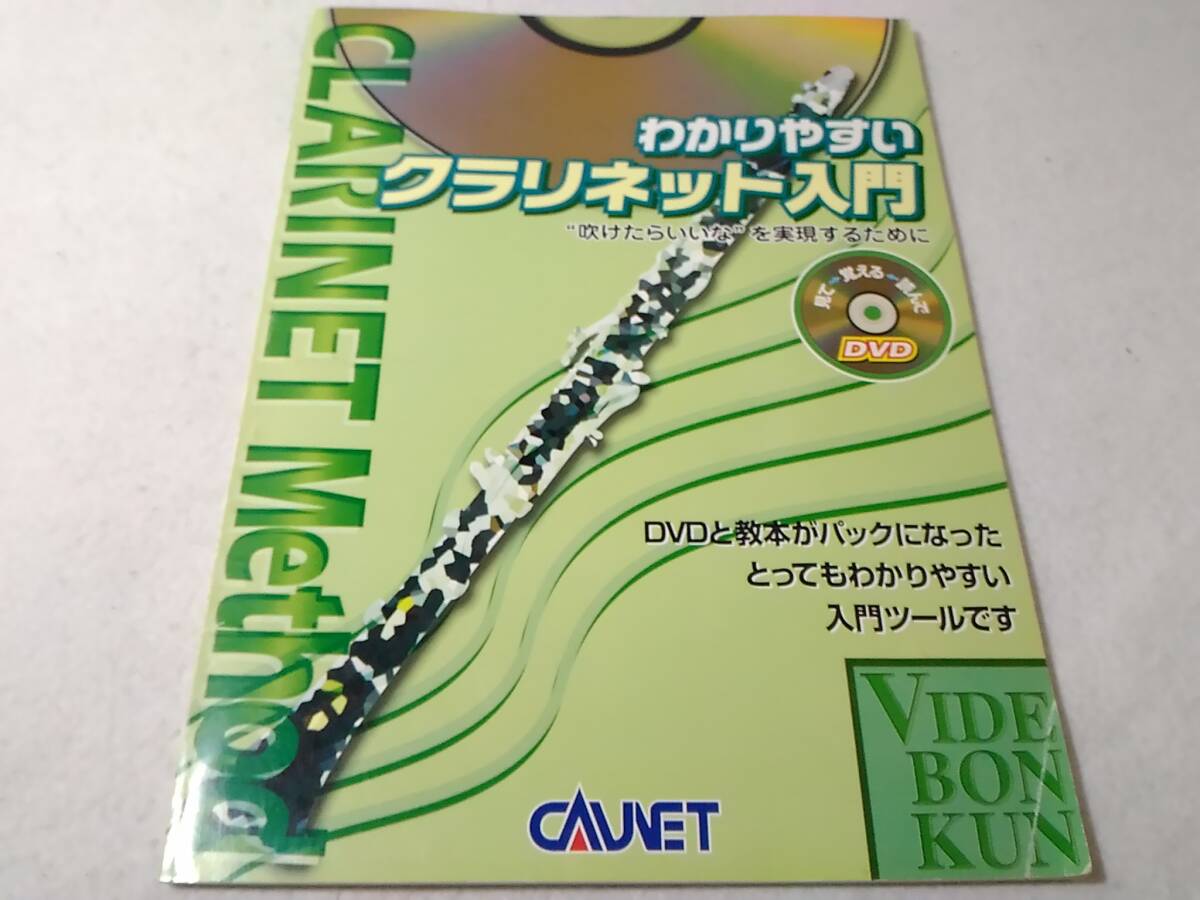 CLARINET Method
わかりやすい
クラリネット入門
“吹けたらいいな”を実現するために
見て→覚える→読んで
DVD
DVDと教本がパックになった
とってもわかりやすい
入門ツールです
VIDE
BON
KUN
CAUNET